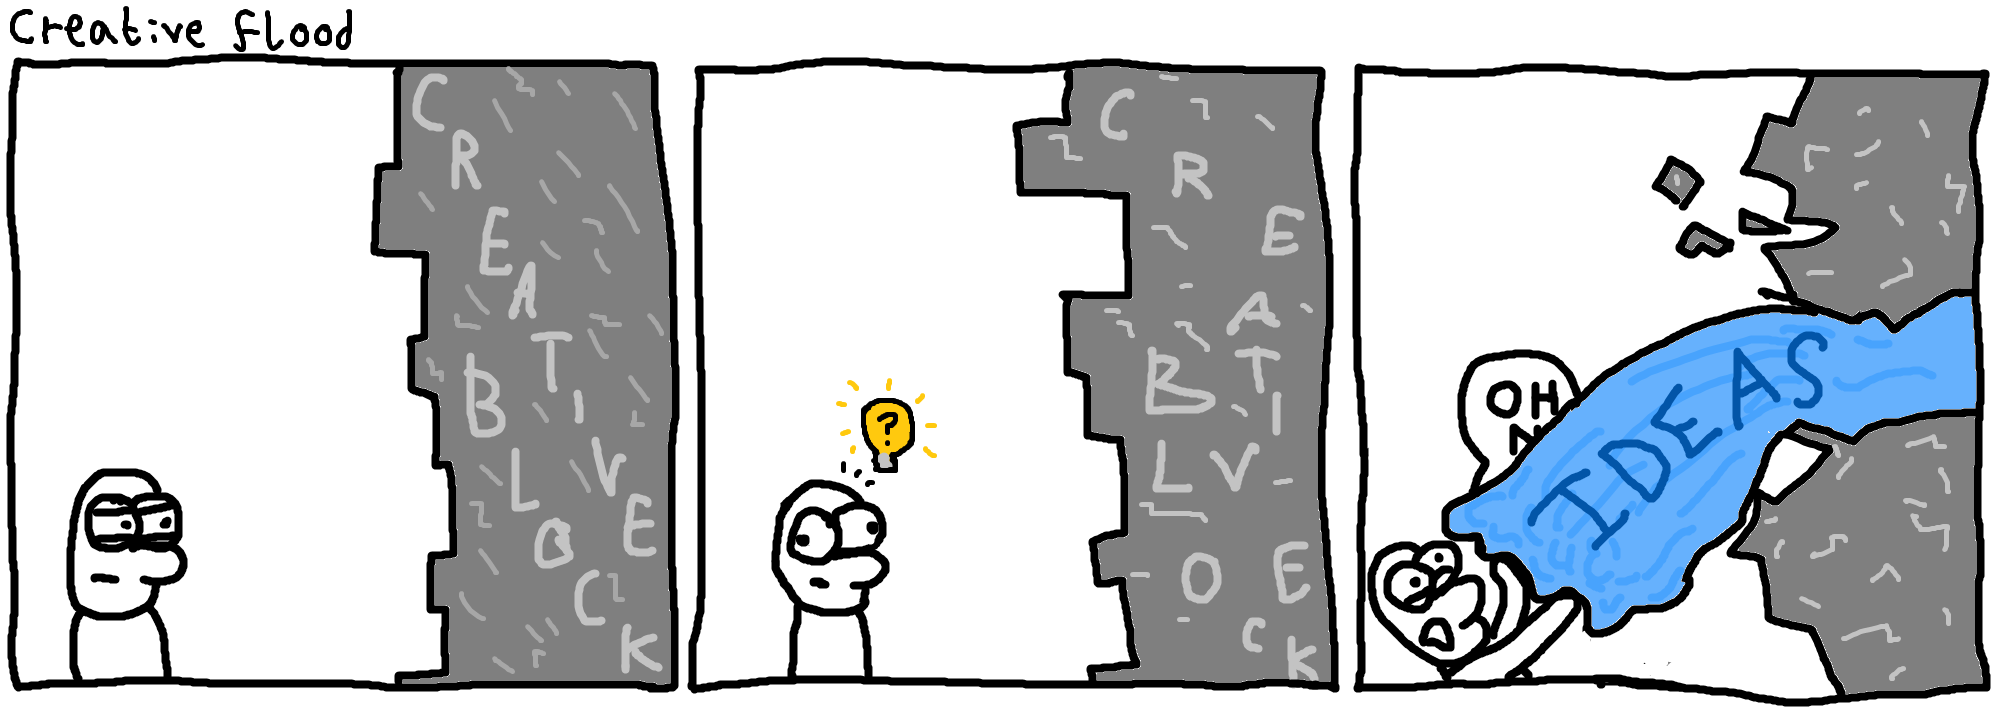 Creative flood
CREATIVE
BLOCK
?
CREATIVE
BLOCK
OH
IDEAS